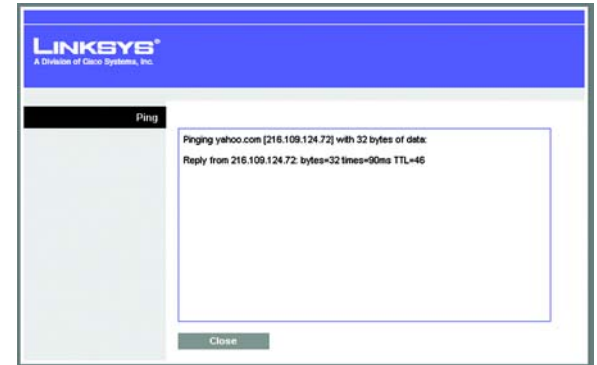 LINKSYS®
A Division of Cisco Systems, Inc.
Ping
Pinging yahoo.com [216.109.124.72] with 32 bytes of data:
Reply from 216.109.124.72: bytes=32 times=90ms TTL=46
Close